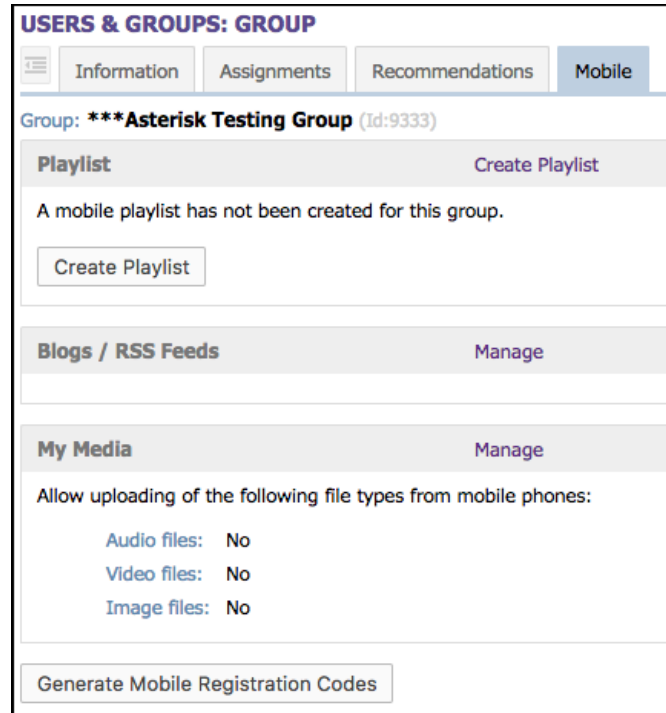 USERS & GROUPS: GROUP
Information Assignments Recommendations Mobile
Group: ***Asterisk Testing Group (Id:9333)
Playlist Create Playlist
A mobile playlist has not been created for this group.
Create Playlist
Blogs / RSS Feeds Manage
My Media Manage
Allow uploading of the following file types from mobile phones:
Audio files: No
Video files: No
Image files: No
Generate Mobile Registration Codes